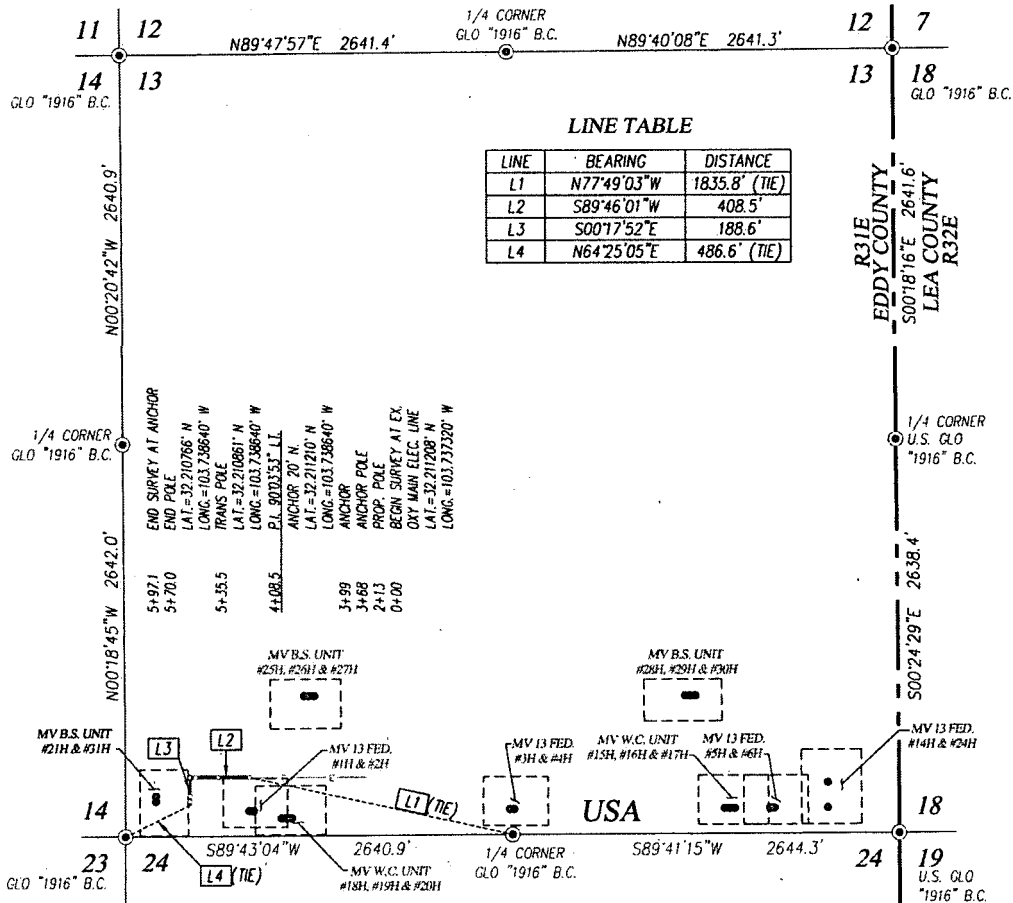 11 12
N89°47'57"E 2641.4'
1/4 CORNER
GLO "1916" B.C.
N89°40'08"E 2641.3'
12 7
14 13
GLO "1916" B.C.
13 18
GLO "1916" B.C.
LINE TABLE
LINE BEARING DISTANCE
L1 N77°49'03"W 1835.8' (TIE)
L2 S89°46'01"W 408.5'
L3 S00°17'52"E 188.6'
L4 N64°25'05"E 486.6' (TIE)
N00°20'42"W 2640.9'
R31E
EDDY COUNTY
S00°18'16"E 2641.6'
LEA COUNTY
R32E
1/4 CORNER
GLO "1916" B.C.
1/4 CORNER
U.S. GLO
"1916" B.C.
5+97.1 END SURVEY AT ANCHOR
5+70.0 END POLE
LAT.=32.210766° N
LONG.=103.738640° W
5+35.5 TRANS POLE
LAT.=32.210861° N
LONG.=103.738640° W
4+08.5 P.I. 90°03'53" LT.
ANCHOR 20' N.
LAT.=32.211210° N
LONG.=103.738640° W
3+99 ANCHOR
3+68 ANCHOR POLE
2+13 PROP. POLE
0+00 BEGIN SURVEY AT EX.
OXY MAIN ELEC. LINE
LAT.=32.211208° N
LONG.=103.737320° W
N00°18'45"W 2642.0'
S00°24'29"E 2638.4'
MV B.S. UNIT
#25H, #26H & #27H
MV B.S. UNIT
#28H, #29H & #30H
MV B.S. UNIT
#21H & #31H
L3
L2
MV 13 FED.
#1H & #2H
L1 (TIE)
MV 13 FED.
#3H & #4H
MV W.C. UNIT
#15H, #16H & #17H
MV 13 FED.
#5H & #6H
MV 13 FED.
#14H & #24H
USA
14
18
S89°43'04"W 2640.9'
1/4 CORNER
GLO "1916" B.C.
S89°41'15"W 2644.3'
23 24
GLO "1916" B.C.
L4 (TIE)
MV W.C. UNIT
#18H, #19H & #20H
24 19
U.S. GLO
"1916" B.C.